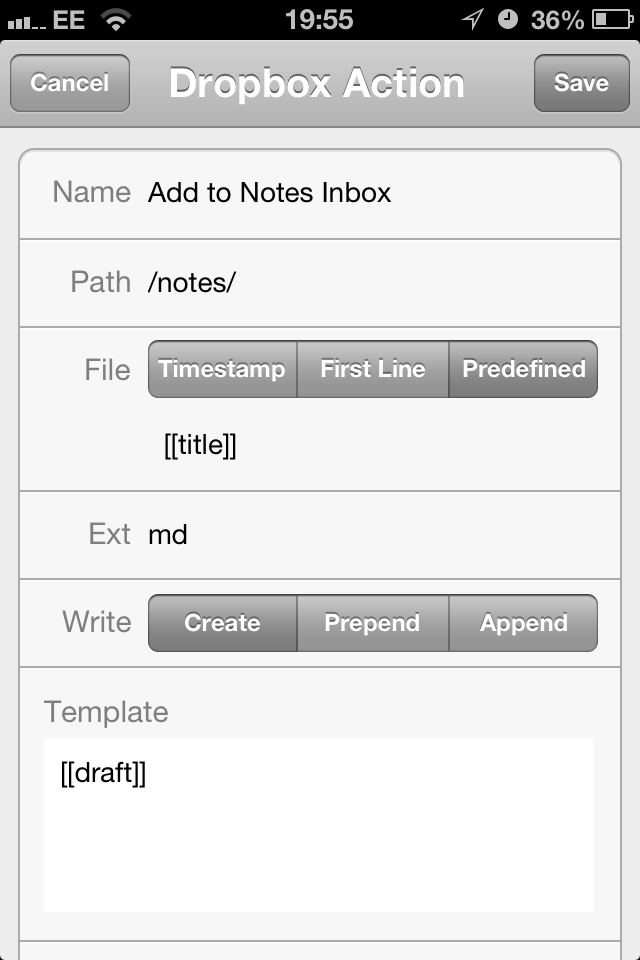 EE 19:55 36%
Cancel Dropbox Action Save
Name Add to Notes Inbox
Path /notes/
File Timestamp First Line Predefined
[[title]]
Ext md
Write Create Prepend Append
Template
[[draft]]